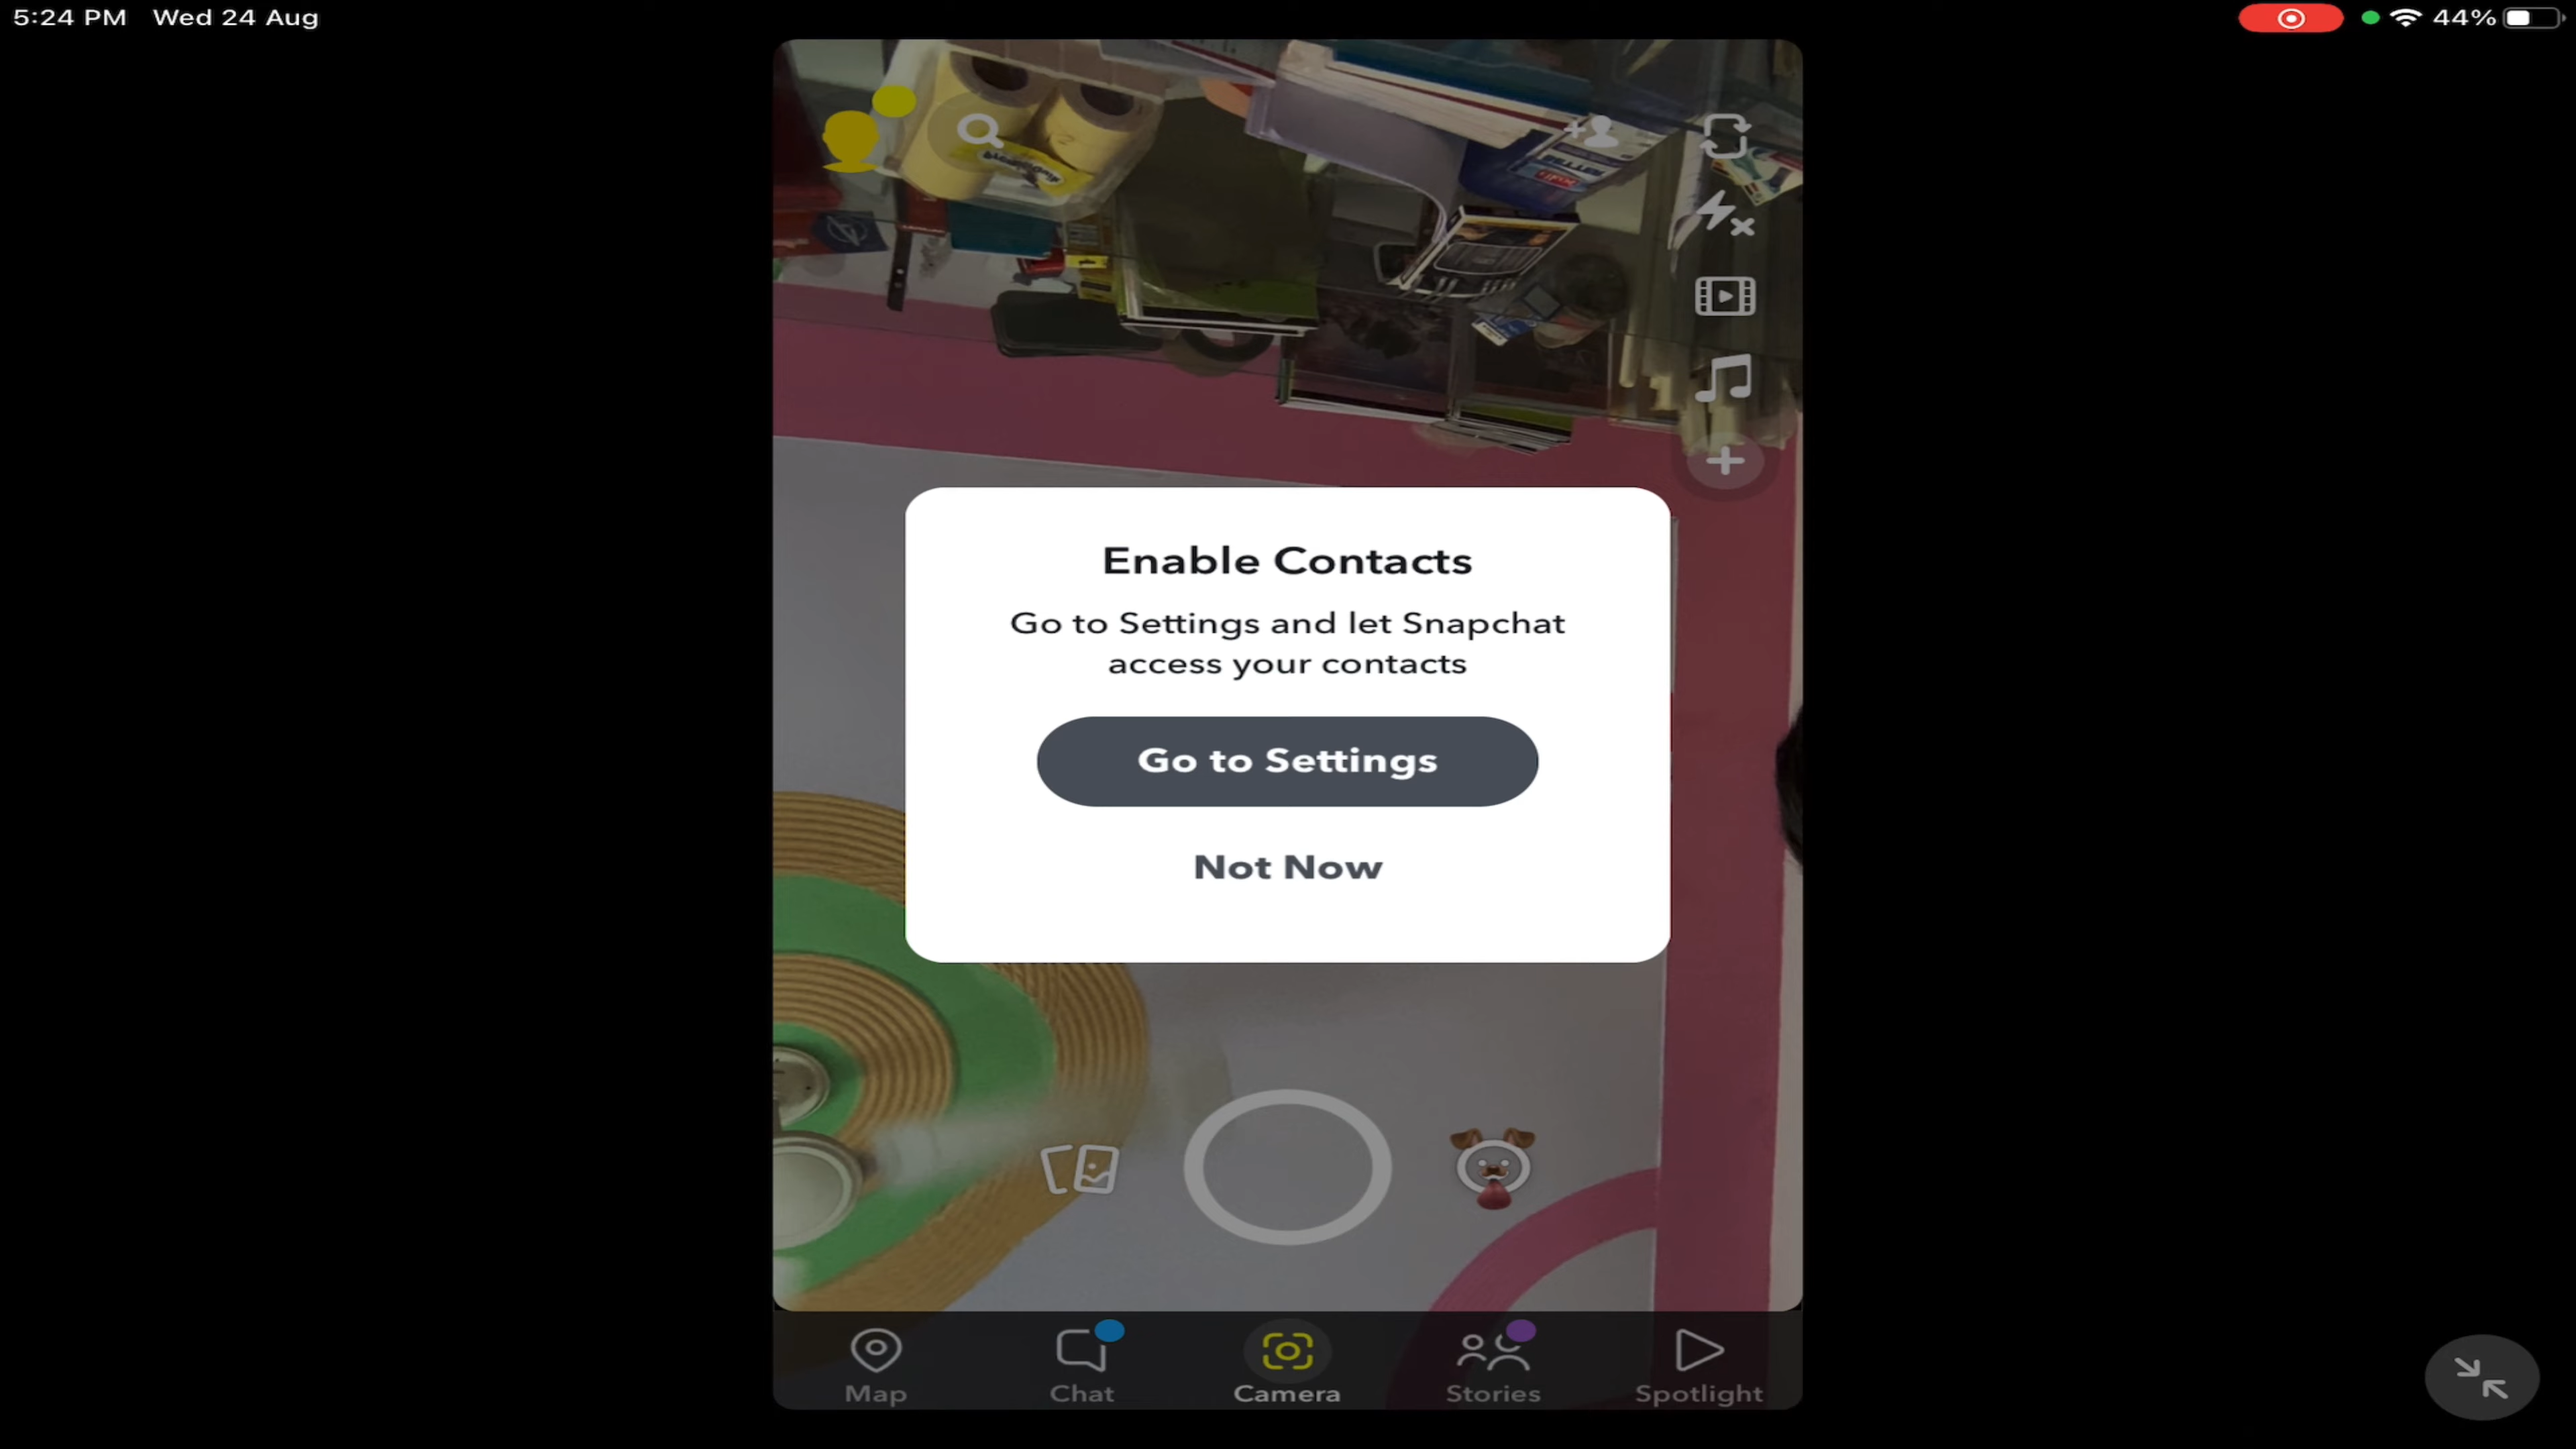 5:24 PM Wed 24 Aug
44%
Enable Contacts
Go to Settings and let Snapchat
access your contacts
Go to Settings
Not Now
Map
Chat
Camera
Stories
Spotlight